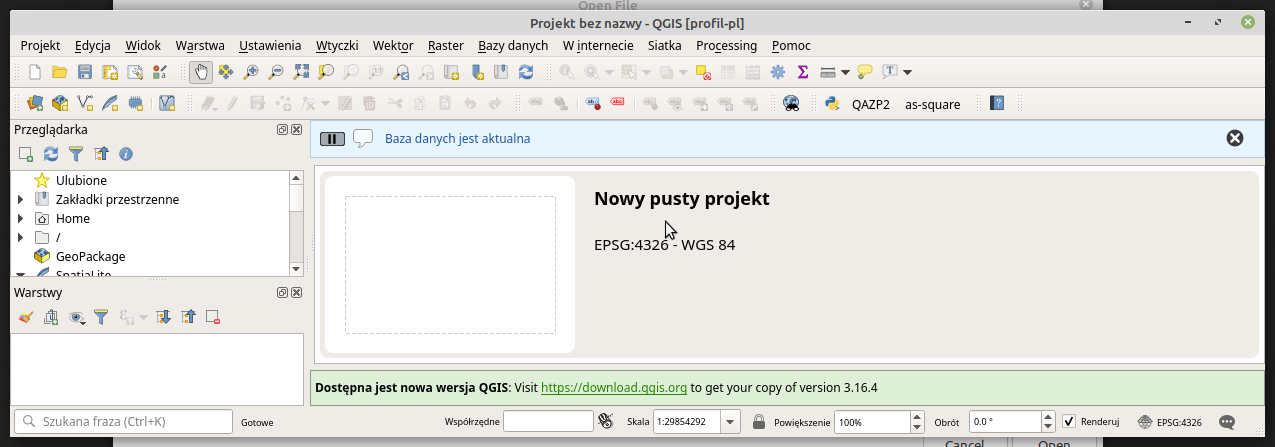 Open File
Projekt bez nazwy - QGIS [profil-pl]
Projekt Edycja Widok Warstwa Ustawienia Wtyczki Wektor Raster Bazy danych W internecie Siatka Processing Pomoc
QAZP2 as-square
Przeglądarka
Baza danych jest aktualna
Ulubione
Zakładki przestrzenne
Home
/
GeoPackage
SpatiaLite
Nowy pusty projekt
EPSG:4326 - WGS 84
Warstwy
Dostępna jest nowa wersja QGIS: Visit https://download.qgis.org to get your copy of version 3.16.4
Szukana fraza (Ctrl+K) Gotowe Współrzędne Skala 1:29854292 Powiększenie 100% Obrót 0.0 ° Renderuj EPSG:4326
Cancel Open